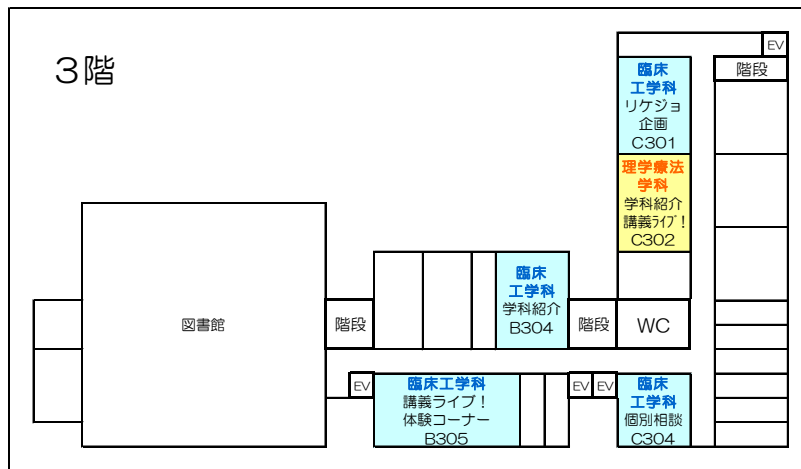 3階
EV
階段
臨床
工学科
リケジョ
企画
C301
理学療法
学科
学科紹介
講義ﾗｲﾌﾞ!
C302
臨床
工学科
学科紹介
B304
図書館
階段
階段
WC
EV
臨床工学科
講義ライブ!
体験コーナー
B305
EV
EV
臨床
工学科
個別相談
C304